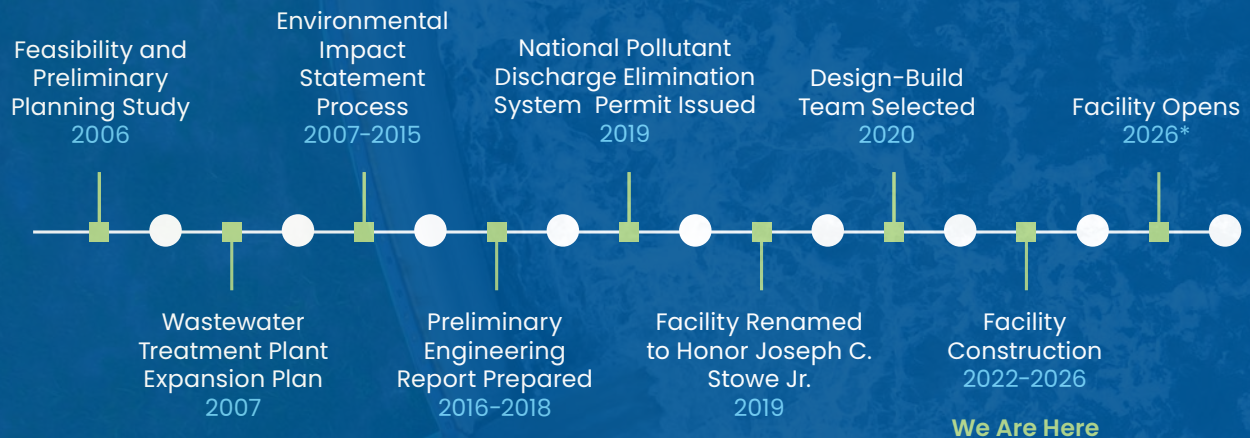 Feasibility and
Preliminary
Planning Study
2006
Wastewater
Treatment Plant
Expansion Plan
2007
Environmental
Impact
Statement
Process
2007-2015
Preliminary
Engineering
Report Prepared
2016-2018
National Pollutant
Discharge Elimination
System Permit Issued
2019
Facility Renamed
to Honor Joseph C.
Stowe Jr.
2019
Design-Build
Team Selected
2020
Facility
Construction
2022-2026
We Are Here
Facility Opens
2026*